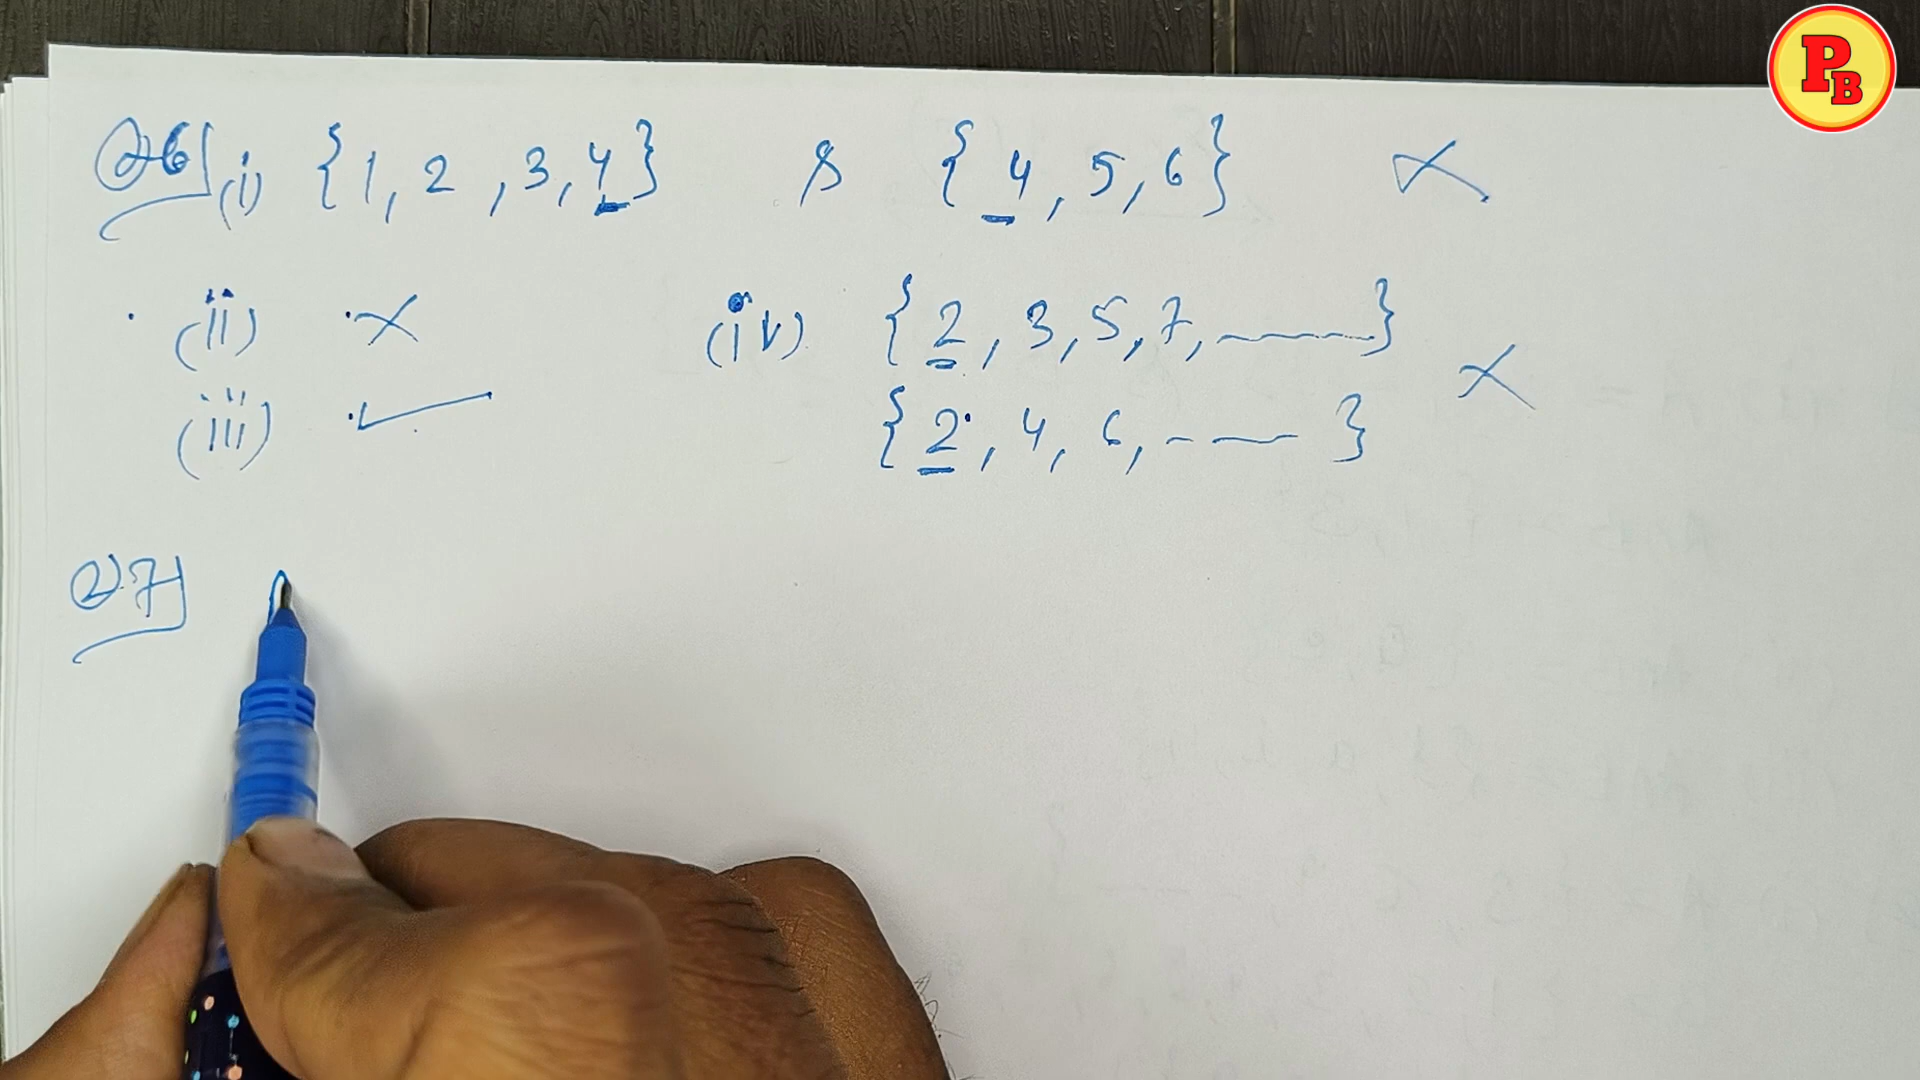 Q6 (i) {1, 2, 3, 4} & {4, 5, 6} ×
(ii) ×
(iii) ✓
(iv) {2, 3, 5, 7, ——}
{2, 4, 6, - —— } ×
Q.7
PB